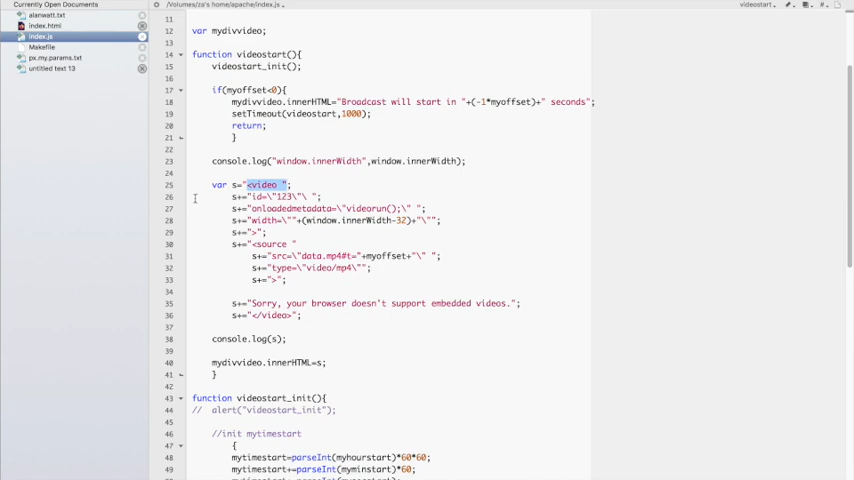 Currently Open Documents
/Volumes/za's home/apache/index.js
videostart
alanwatt.txt
index.html
index.js
Makefile
px.my.params.txt
untitled text 13
11
12 var mydivvideo;
13
14 function videostart(){
15 videostart_init();
16
17 if(myoffset<0){
18 mydivvideo.innerHTML="Broadcast will start in "+(-1*myoffset)+" seconds";
19 setTimeout(videostart,1000);
20 return;
21 }
22
23 console.log("window.innerWidth",window.innerWidth);
24
25 var s="<video ";
26 s+="id=\"123\"\ ";
27 s+="onloadedmetadata=\"videorun();\" ";
28 s+="width=\""+(window.innerWidth-32)+"\"";
29 s+=">";
30 s+="<source "
31 s+="src=\"data.mp4#t="+myoffset+"\" ";
32 s+="type=\"video/mp4\"";
33 s+=">";
34
35 s+="Sorry, your browser doesn't support embedded videos.";
36 s+="</video>";
37
38 console.log(s);
39
40 mydivvideo.innerHTML=s;
41 }
42
43 function videostart_init(){
44 // alert("videostart_init");
45
46 //init mytimestart
47 {
48 mytimestart=parseInt(myhourstart)*60*60;
49 mytimestart+=parseInt(myminstart)*60;